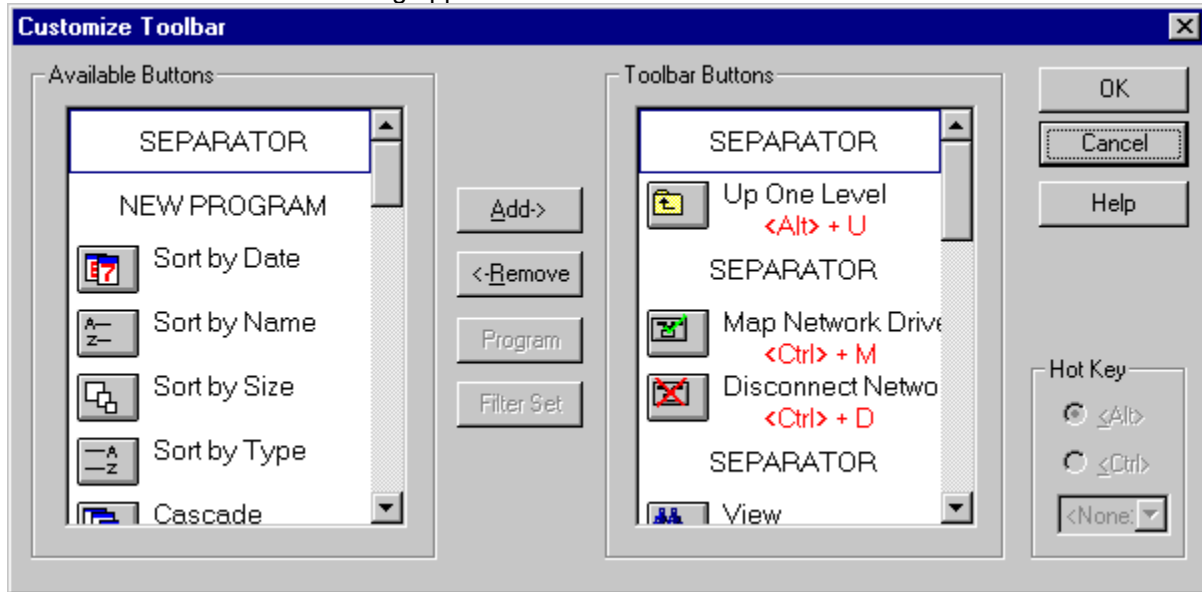 Customize Toolbar
Available Buttons
SEPARATOR
NEW PROGRAM
Sort by Date
Sort by Name
Sort by Size
Sort by Type
Cascade
Add->
<-Remove
Program
Filter Set
Toolbar Buttons
SEPARATOR
Up One Level
<Alt> + U
SEPARATOR
Map Network Drive
<Ctrl> + M
Disconnect Netwo
<Ctrl> + D
SEPARATOR
View
OK
Cancel
Help
Hot Key
<Alt>
<Ctrl>
<None: